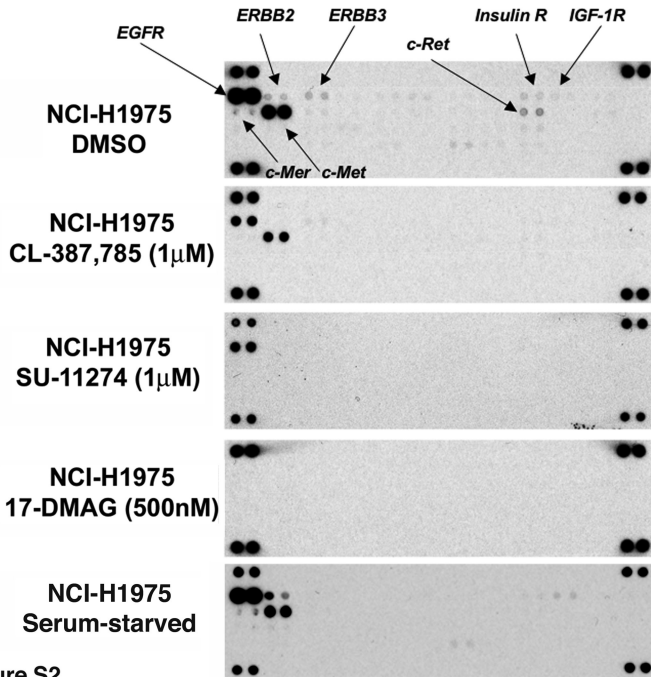 EGFR ERBB2 ERBB3 c-Ret Insulin R IGF-1R
NCI-H1975
DMSO
c-Mer c-Met
NCI-H1975
CL-387,785 (1μM)
NCI-H1975
SU-11274 (1μM)
NCI-H1975
17-DMAG (500nM)
NCI-H1975
Serum-starved
ure S2